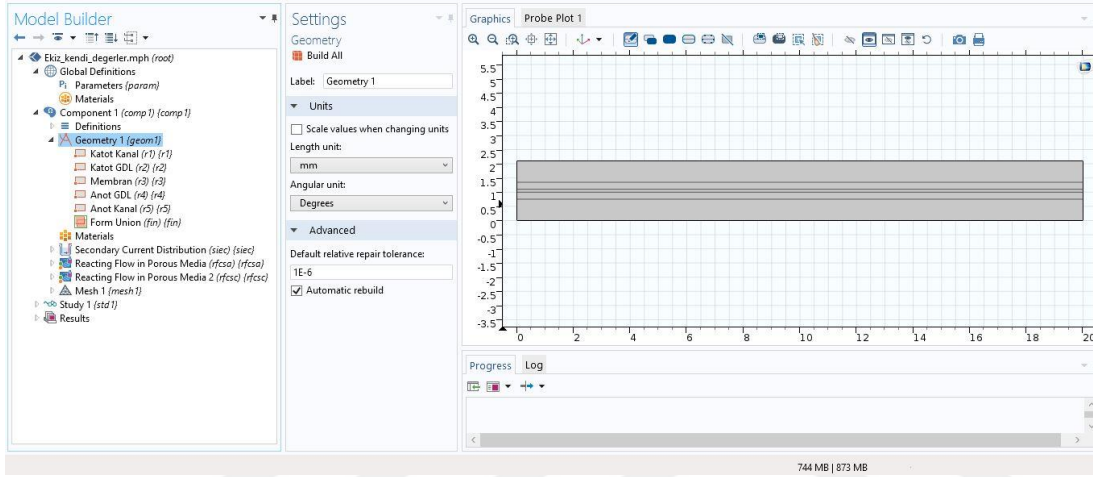 Model Builder
Ekiz_kendi_degerler.mph (root)
Global Definitions
Pi Parameters {param}
Materials
Component 1 (comp1) {comp1}
Definitions
Geometry 1 {geom1}
Katot Kanal (r1) {r1}
Katot GDL (r2) {r2}
Membran (r3) {r3}
Anot GDL (r4) {r4}
Anot Kanal (r5) {r5}
Form Union (fin) {fin}
Materials
Secondary Current Distribution (siec) {siec}
Reacting Flow in Porous Media (rfcsa) {rfcsa}
Reacting Flow in Porous Media 2 (rfcsc) {rfcsc}
Mesh 1 {mesh1}
Study 1 {std1}
Results
Settings
Geometry
Build All
Label: Geometry 1
Units
Scale values when changing units
Length unit:
mm
Angular unit:
Degrees
Advanced
Default relative repair tolerance:
1E-6
Automatic rebuild
Graphics Probe Plot 1
5.5
5
4.5
4
3.5
3
2.5
2
1.5
1
0.5
0
-0.5
-1
-1.5
-2
-2.5
-3
-3.5
0 2 4 6 8 10 12 14 16 18 20
Progress Log
744 MB | 873 MB